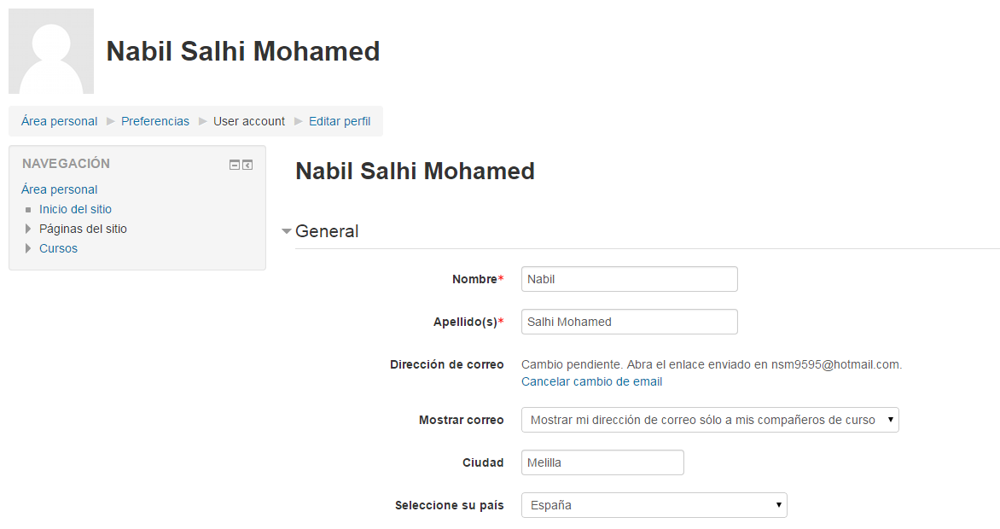 Nabil Salhi Mohamed
Área personal Preferencias User account Editar perfil
NAVEGACIÓN
Área personal
Inicio del sitio
Páginas del sitio
Cursos
Nabil Salhi Mohamed
General
Nombre* Nabil
Apellido(s)* Salhi Mohamed
Dirección de correo Cambio pendiente. Abra el enlace enviado en nsm9595@hotmail.com.
Cancelar cambio de email
Mostrar correo Mostrar mi dirección de correo sólo a mis compañeros de curso
Ciudad Melilla
Seleccione su país España